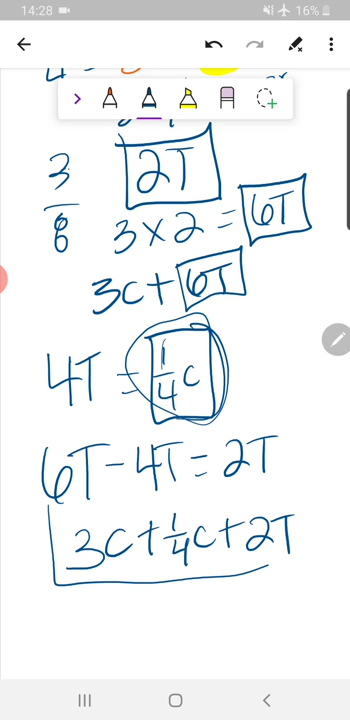 14:28 16%
3/8 2T
3 x 2 = 6T
3C + 6T
4T = 1/4 C
6T - 4T = 2T
3C + 1/4 C + 2T